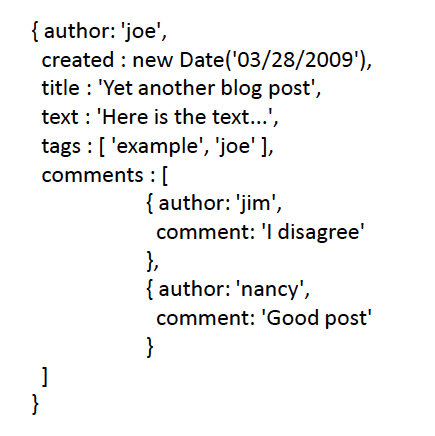 { author: 'joe',
created : new Date('03/28/2009'),
title : 'Yet another blog post',
text : 'Here is the text...',
tags : [ 'example', 'joe' ],
comments : [
{ author: 'jim',
comment: 'I disagree'
},
{ author: 'nancy',
comment: 'Good post'
}
]
}